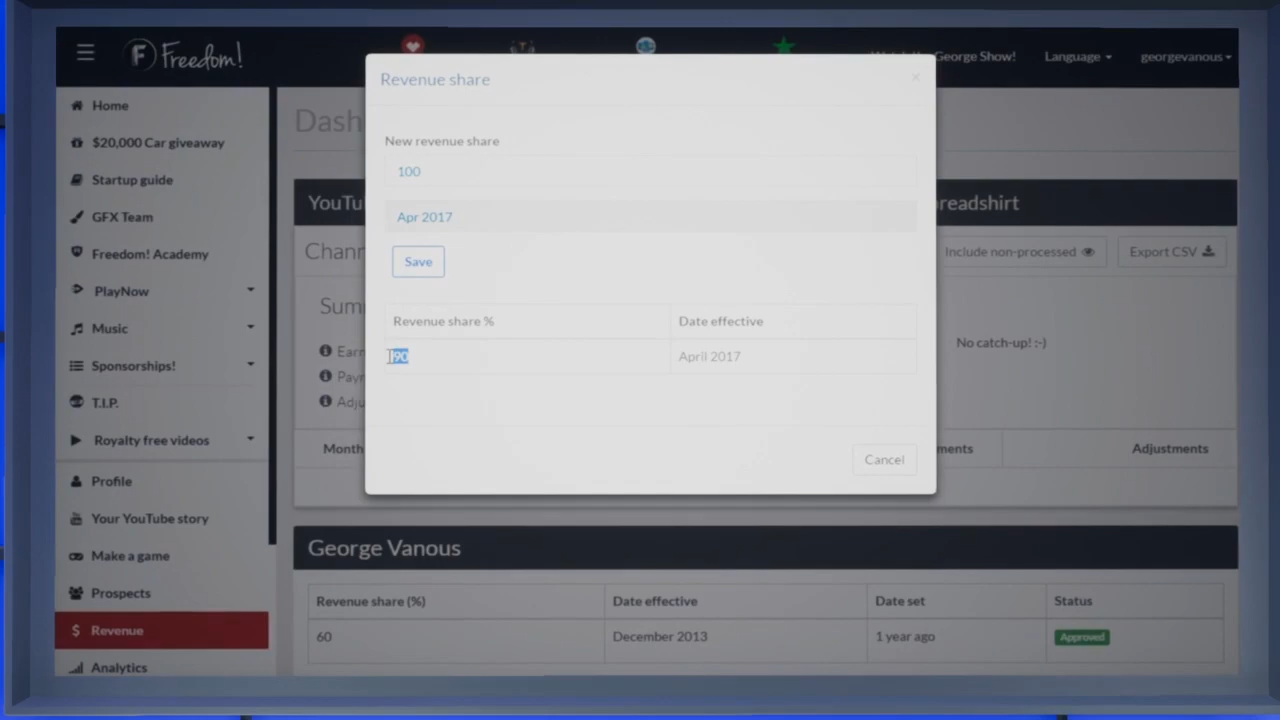 Freedom!
George Show!
Language
georgevanous
Home
$20,000 Car giveaway
Startup guide
GFX Team
Freedom! Academy
PlayNow
Music
Sponsorships!
T.I.P.
Royalty free videos
Profile
Your YouTube story
Make a game
Prospects
$ Revenue
Analytics
Dash
YouTu
readshirt
Chann
Include non-processed
Export CSV
Sum
Earn
Paym
Adju
No catch-up! :-)
Month
ments
Adjustments
Revenue share
×
New revenue share
100
Apr 2017
Save
Revenue share % Date effective
90 April 2017
Cancel
George Vanous
Revenue share (%) Date effective Date set Status
60 December 2013 1 year ago Approved